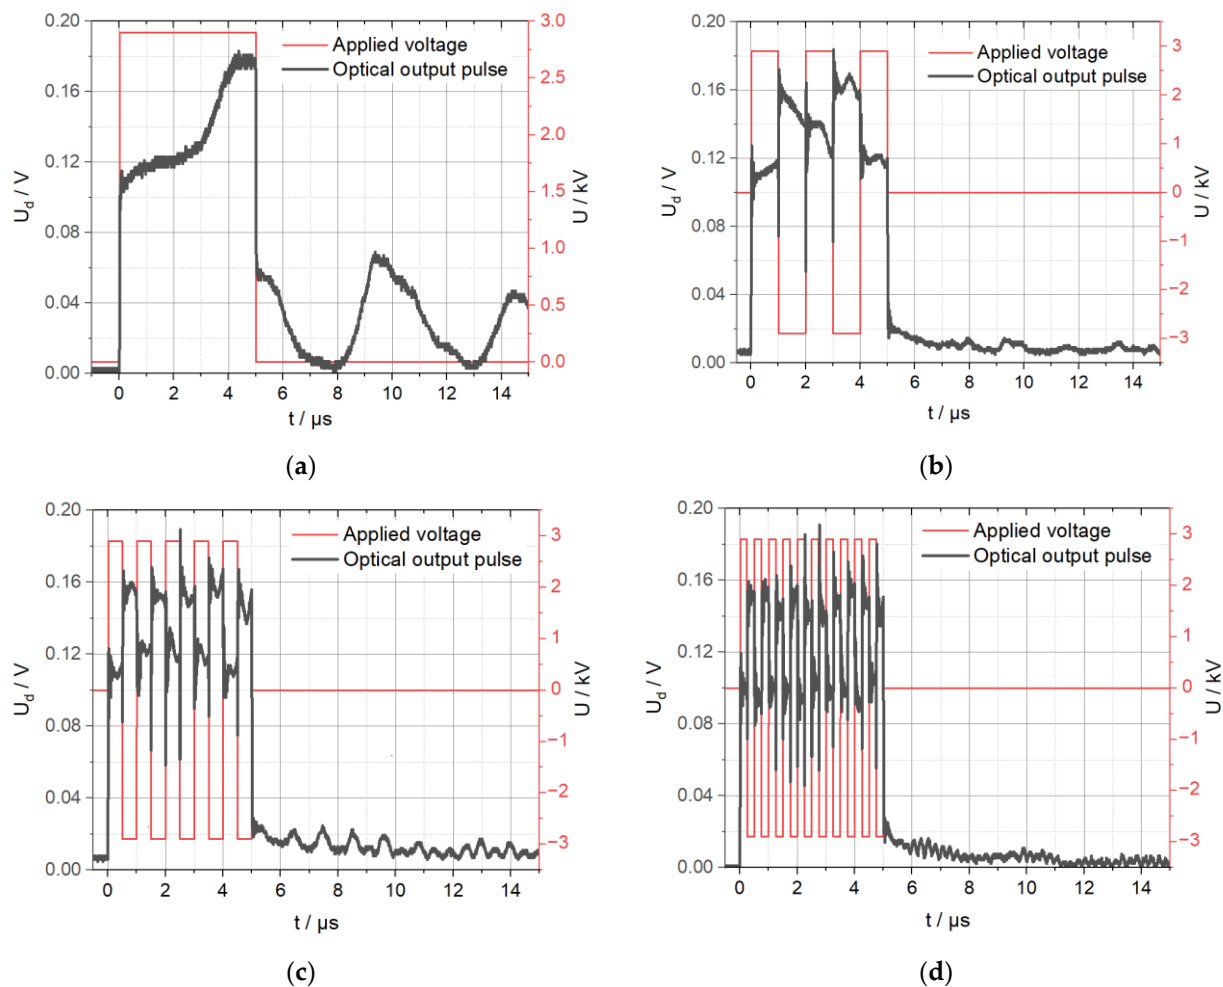 0.20
0.16
0.12
0.08
0.04
0.00
U_d / V
Applied voltage
Optical output pulse
3.0
2.5
2.0
1.5
1.0
0.5
0.0
U / kV
0 2 4 6 8 10 12 14
t / µs
(a)
0.20
0.16
0.12
0.08
0.04
0.00
U_d / V
Applied voltage
Optical output pulse
3
2
1
0
−1
−2
−3
U / kV
0 2 4 6 8 10 12 14
t / µs
(b)
0.20
0.16
0.12
0.08
0.04
0.00
U_d / V
Applied voltage
Optical output pulse
3
2
1
0
−1
−2
−3
U / kV
0 2 4 6 8 10 12 14
t / µs
(c)
0.20
0.16
0.12
0.08
0.04
0.00
U_d / V
Applied voltage
Optical output pulse
3
2
1
0
−1
−2
−3
U / kV
0 2 4 6 8 10 12 14
t / µs
(d)